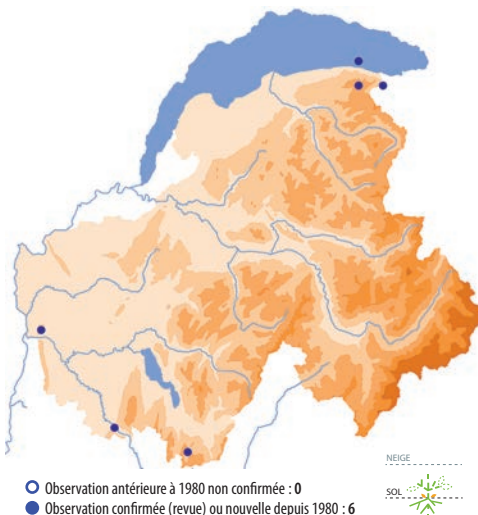 NEIGE
SOL
Observation antérieure à 1980 non confirmée : 0
Observation confirmée (revue) ou nouvelle depuis 1980 : 6